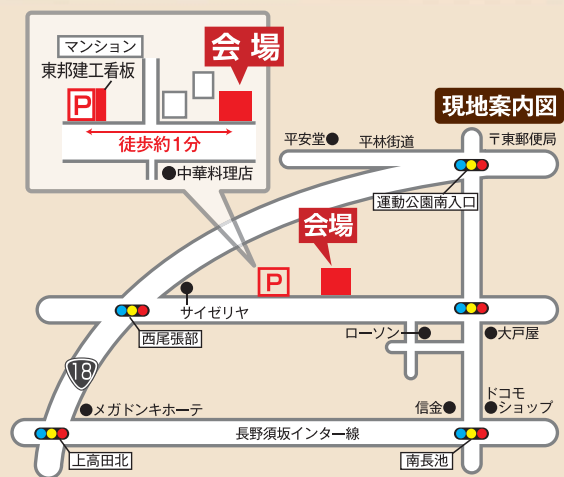 マンション
会場
東邦建工看板
P
徒歩約1分
中華料理店
現地案内図
平安堂
平林街道
〒東郵便局
運動公園南入口
会場
P
サイゼリヤ
西尾張部
ローソン
大戸屋
18
メガドンキホーテ
信金
ドコモ
ショップ
長野須坂インター線
上高田北
南長池